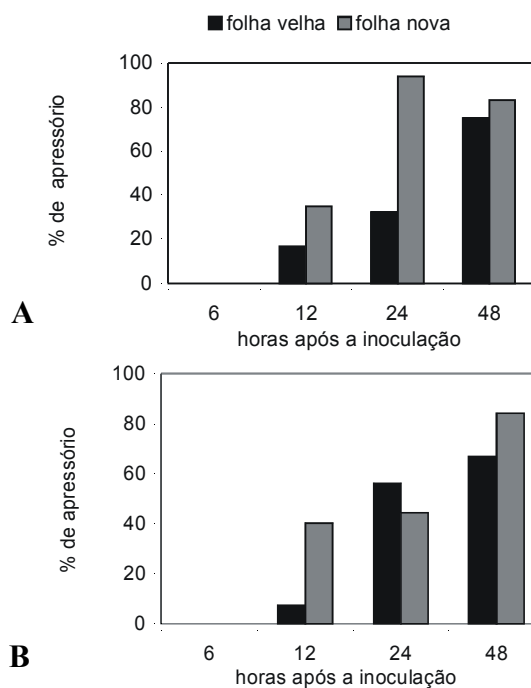 folha velha folha nova
% de apressório
100
80
60
40
20
0
6 12 24 48
horas após a inoculação
A
% de apressório
100
80
60
40
20
0
6 12 24 48
horas após a inoculação
B